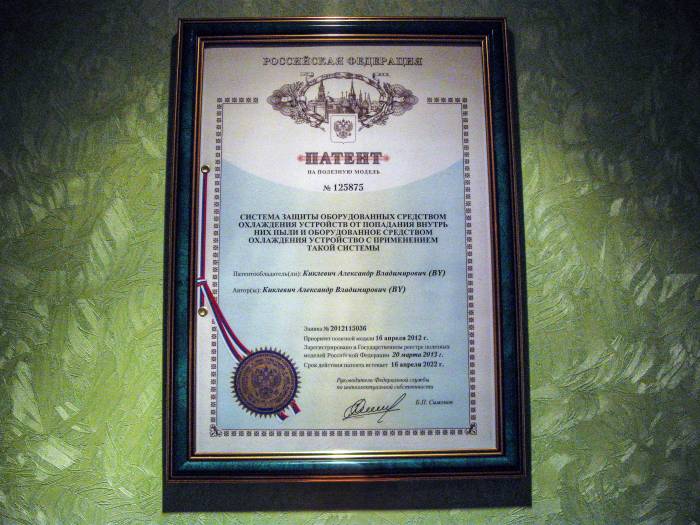 РОССИЙСКАЯ ФЕДЕРАЦИЯ
ПАТЕНТ
НА ПОЛЕЗНУЮ МОДЕЛЬ
№ 125875
СИСТЕМА ЗАЩИТЫ ОБОРУДОВАННЫХ СРЕДСТВОМ
ОХЛАЖДЕНИЯ УСТРОЙСТВ ОТ ПОПАДАНИЯ ВНУТРЬ
НИХ ПЫЛИ И ОБОРУДОВАННОЕ СРЕДСТВОМ
ОХЛАЖДЕНИЯ УСТРОЙСТВО С ПРИМЕНЕНИЕМ
ТАКОЙ СИСТЕМЫ
Патентообладатель(ли): Киклевич Александр Владимирович (BY)
Автор(ы): Киклевич Александр Владимирович (BY)
Заявка № 2012115036
Приоритет полезной модели 16 апреля 2012 г.
Зарегистрировано в Государственном реестре полезных
моделей Российской Федерации 20 марта 2013 г.
Срок действия патента истекает 16 апреля 2022 г.
Руководитель Федеральной службы
по интеллектуальной собственности
Б.П. Симонов